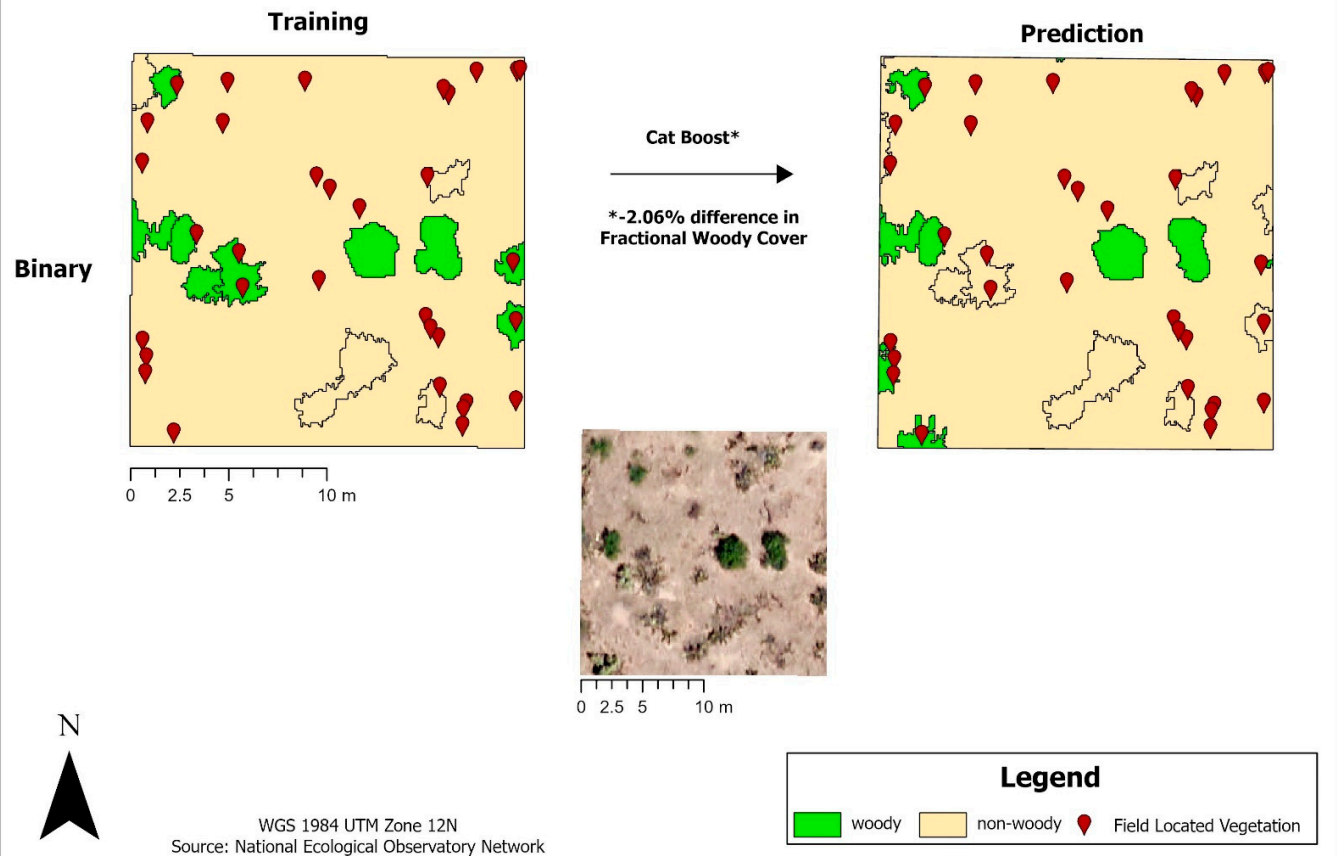 Training
Prediction
Binary
Cat Boost*
*-2.06% difference in
Fractional Woody Cover
0 2.5 5 10 m
0 2.5 5 10 m
N
WGS 1984 UTM Zone 12N
Source: National Ecological Observatory Network
Legend
woody non-woody Field Located Vegetation